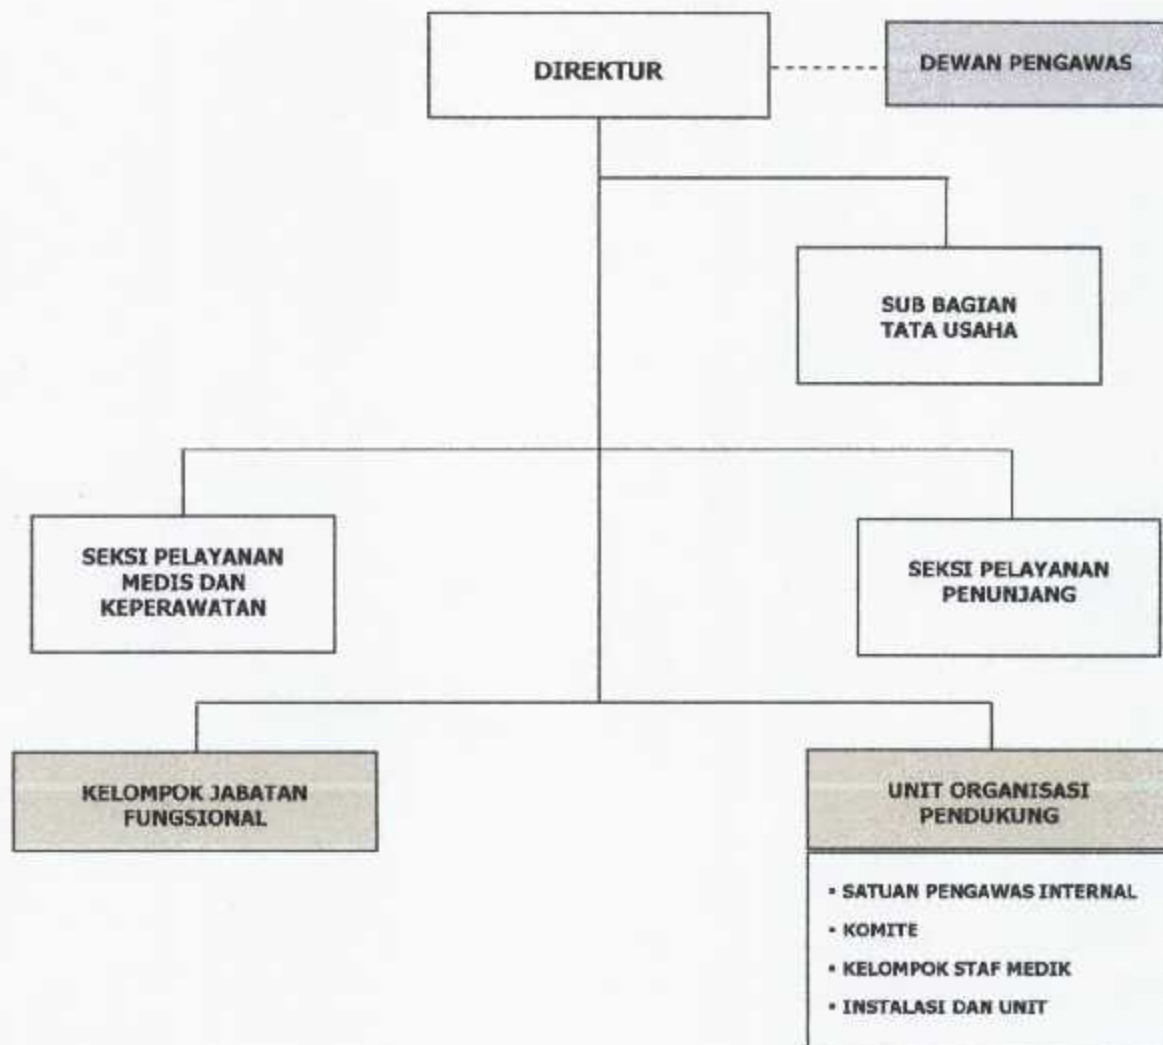 DIREKTUR
DEWAN PENGAWAS
SUB BAGIAN
TATA USAHA
SEKSI PELAYANAN
MEDIS DAN
KEPERAWATAN
SEKSI PELAYANAN
PENUNJANG
KELOMPOK JABATAN
FUNGSIONAL
UNIT ORGANISASI
PENDUKUNG
▪ SATUAN PENGAWAS INTERNAL
▪ KOMITE
▪ KELOMPOK STAF MEDIK
▪ INSTALASI DAN UNIT